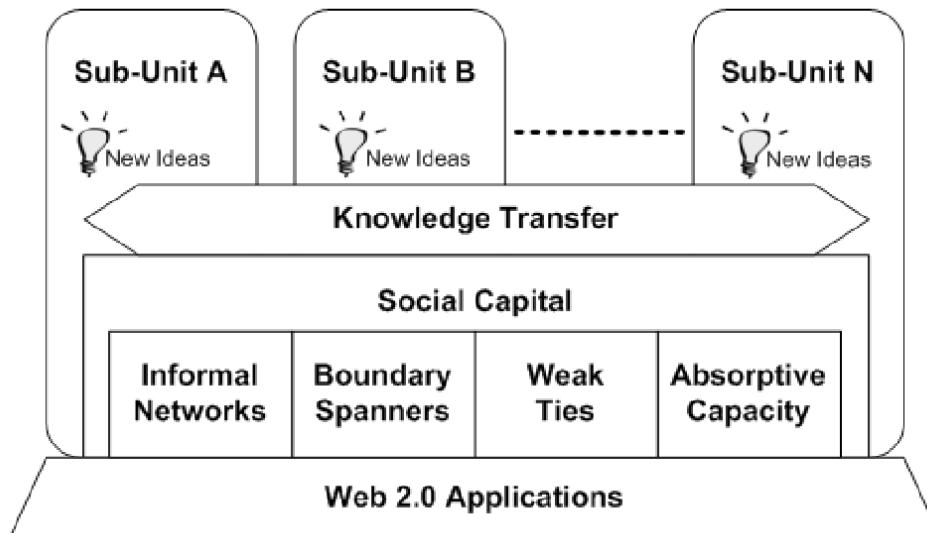 Sub-Unit A
Sub-Unit B
Sub-Unit N
New Ideas
New Ideas
New Ideas
Knowledge Transfer
Social Capital
Informal
Networks
Boundary
Spanners
Weak
Ties
Absorptive
Capacity
Web 2.0 Applications